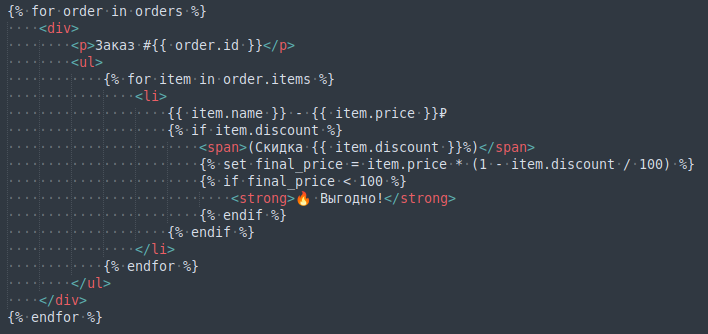 {% for order in orders %}
    <div>
        <p>Заказ #{{ order.id }}</p>
        <ul>
            {% for item in order.items %}
                <li>
                    {{ item.name }} - {{ item.price }}₽
                    {% if item.discount %}
                        <span>(Скидка {{ item.discount }}%)</span>
                        {% set final_price = item.price * (1 - item.discount / 100) %}
                        {% if final_price < 100 %}
                            <strong>🔥 Выгодно!</strong>
                        {% endif %}
                    {% endif %}
                </li>
            {% endfor %}
        </ul>
    </div>
{% endfor %}